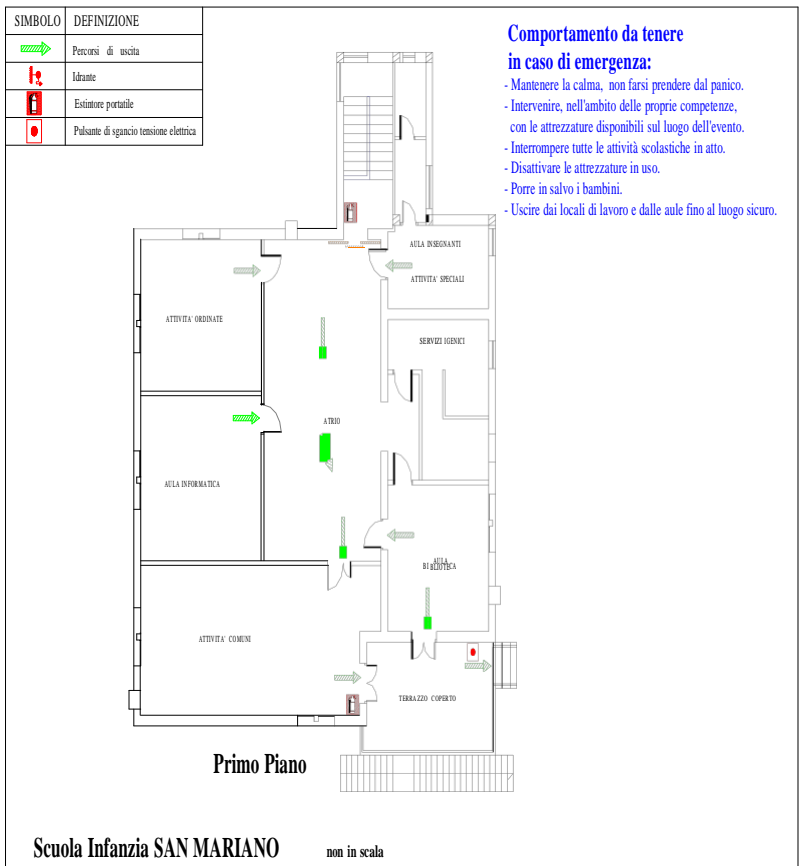 SIMBOLO DEFINIZIONE
Percorsi di uscita
Idrante
Estintore portatile
Pulsante di sgancio tensione elettrica
Comportamento da tenere
in caso di emergenza:
- Mantenere la calma, non farsi prendere dal panico.
- Intervenire, nell'ambito delle proprie competenze,
con le attrezzature disponibili sul luogo dell'evento.
- Interrompere tutte le attività scolastiche in atto.
- Disattivare le attrezzature in uso.
- Porre in salvo i bambini.
- Uscire dai locali di lavoro e dalle aule fino al luogo sicuro.
AULA INSEGNANTI
ATTIVITA' SPECIALI
ATTIVITA' ORDINATE
SERVIZI IGENICI
ATRIO
AULA INFORMATICA
AULA
BIBLIOTECA
ATTIVITA' COMUNI
TERRAZZO COPERTO
Primo Piano
Scuola Infanzia SAN MARIANO non in scala